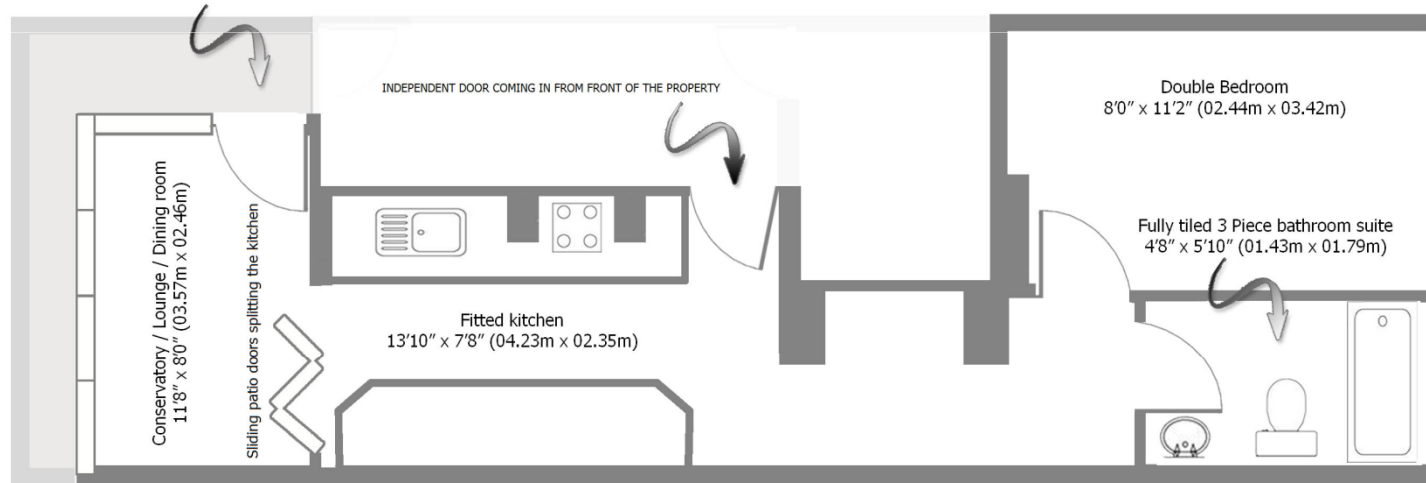 INDEPENDENT DOOR COMING IN FROM FRONT OF THE PROPERTY
Double Bedroom
8'0" x 11'2" (02.44m x 03.42m)
Conservatory / Lounge / Dining room
11'8" x 8'0" (03.57m x 02.46m)
Sliding patio doors splitting the kitchen
Fitted kitchen
13'10" x 7'8" (04.23m x 02.35m)
Fully tiled 3 Piece bathroom suite
4'8" x 5'10" (01.43m x 01.79m)